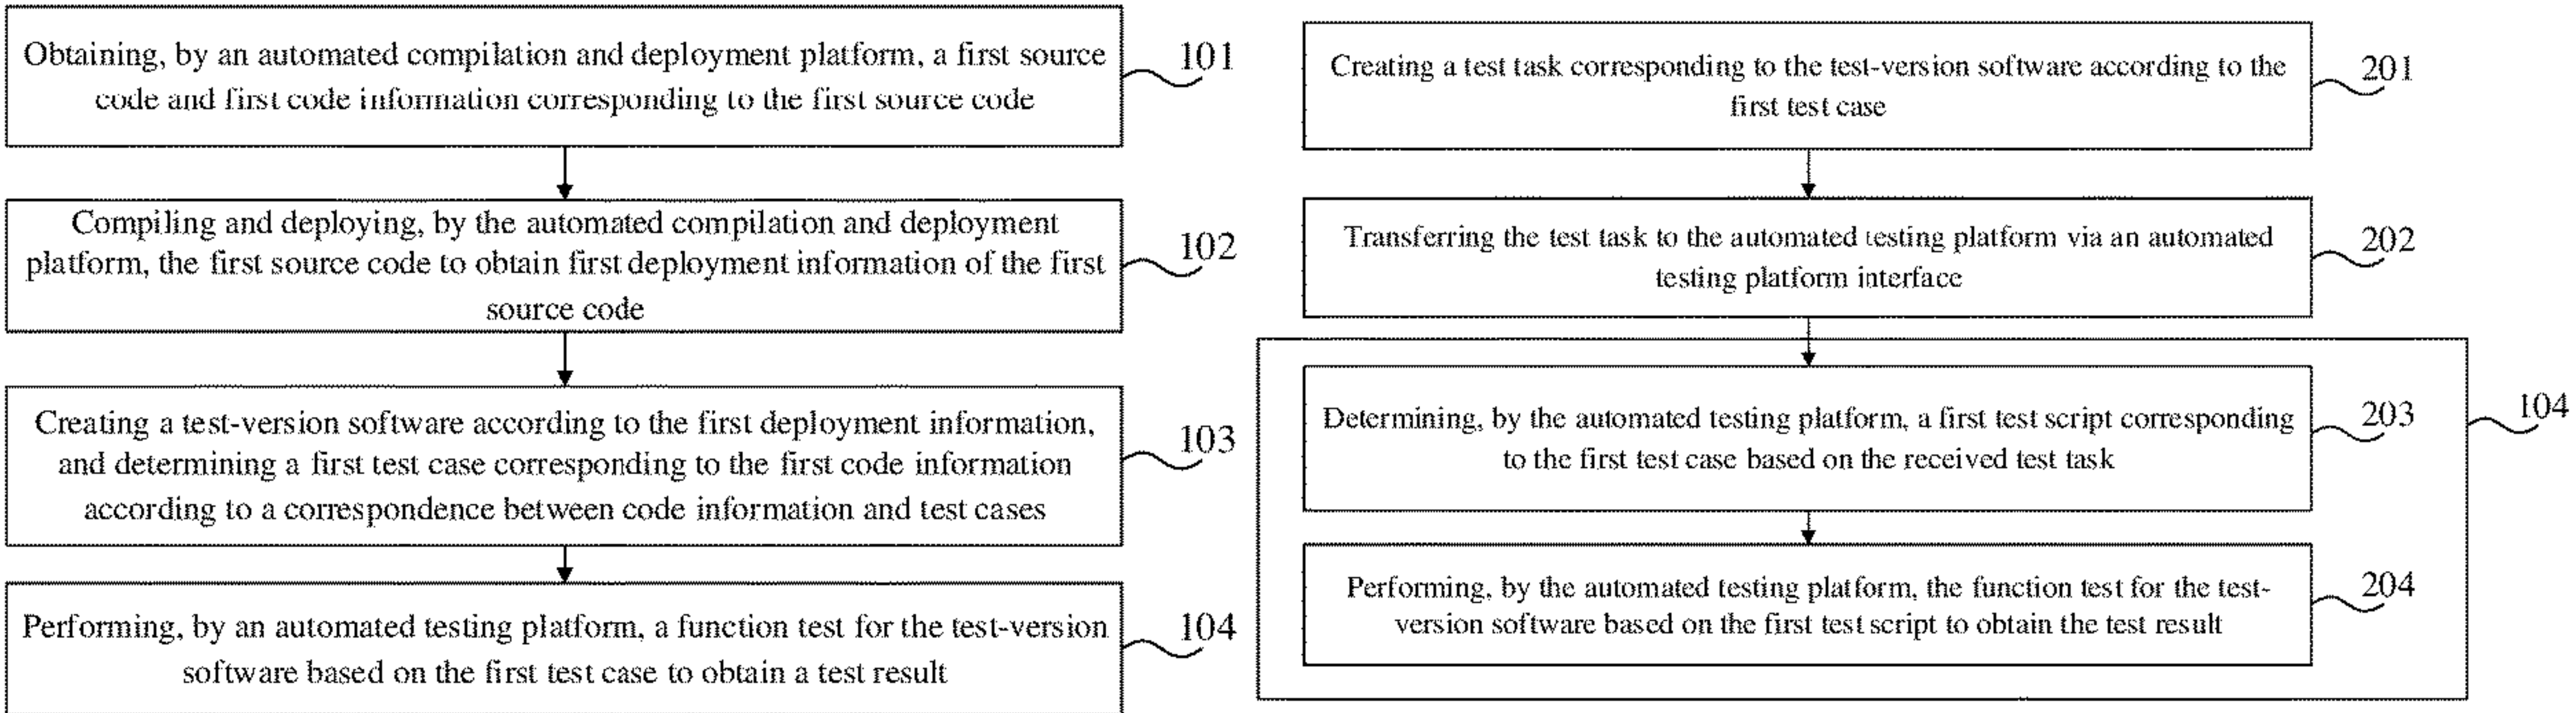 Obtaining, by an automated compilation and deployment platform, a first source
code and first code information corresponding to the first source code
101
Compiling and deploying, by the automated compilation and deployment
platform, the first source code to obtain first deployment information of the first
source code
102
Creating a test-version software according to the first deployment information,
and determining a first test case corresponding to the first code information
according to a correspondence between code information and test cases
103
Performing, by an automated testing platform, a function test for the test-version
software based on the first test case to obtain a test result
104
Creating a test task corresponding to the test-version software according to the
first test case
201
Transferring the test task to the automated testing platform via an automated
testing platform interface
202
Determining, by the automated testing platform, a first test script corresponding
to the first test case based on the received test task
203
Performing, by the automated testing platform, the function test for the test-
version software based on the first test script to obtain the test result
204
104